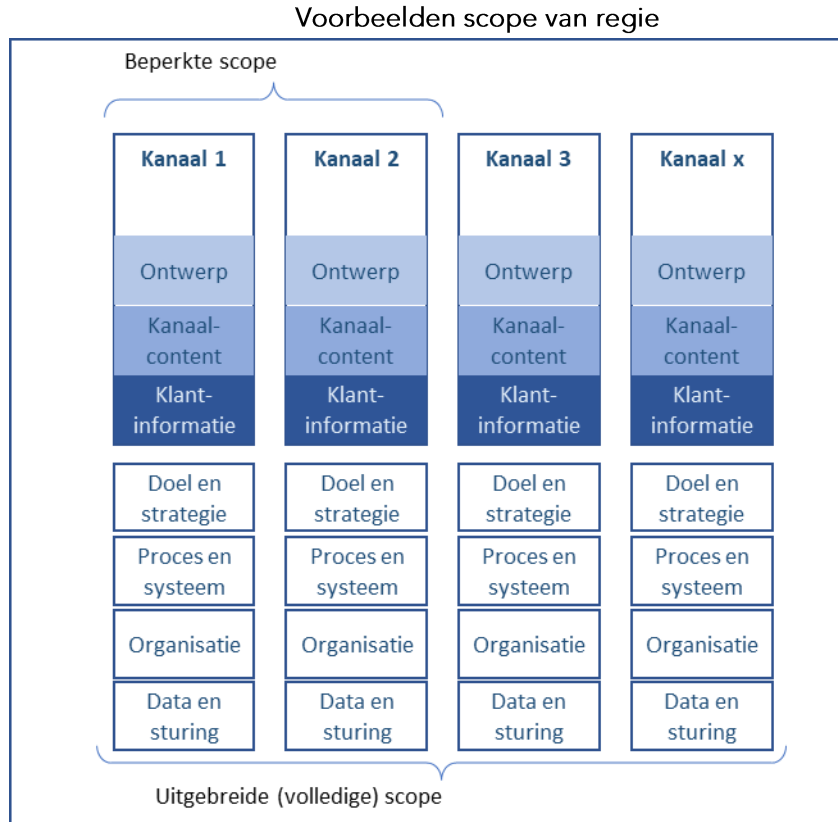 Voorbeelden scope van regie
Beperkte scope
Kanaal 1
Kanaal 2
Kanaal 3
Kanaal x
Ontwerp
Ontwerp
Ontwerp
Ontwerp
Kanaal-
content
Kanaal-
content
Kanaal-
content
Kanaal-
content
Klant-
informatie
Klant-
informatie
Klant-
informatie
Klant-
informatie
Doel en
strategie
Doel en
strategie
Doel en
strategie
Doel en
strategie
Proces en
systeem
Proces en
systeem
Proces en
systeem
Proces en
systeem
Organisatie
Organisatie
Organisatie
Organisatie
Data en
sturing
Data en
sturing
Data en
sturing
Data en
sturing
Uitgebreide (volledige) scope